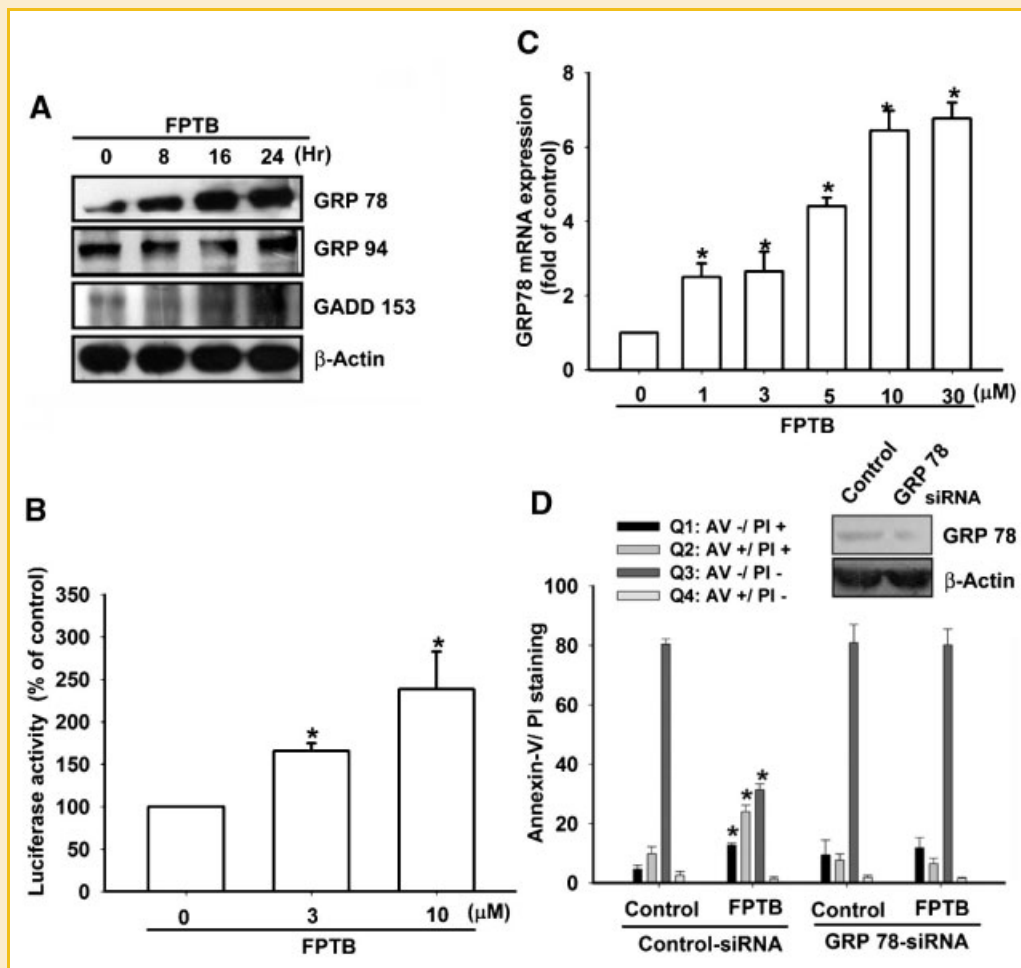 A
FPTB
0 8 16 24 (Hr)
GRP 78
GRP 94
GADD 153
β-Actin
B
Luciferase activity (% of control)
350
300
250
200
150
100
50
0
*
*
0 3 10 (μM)
FPTB
C
GRP78 mRNA expression
(fold of control)
8
6
4
2
0
*
*
*
*
*
0 1 3 5 10 30 (μM)
FPTB
D
Q1: AV -/ PI +
Q2: AV +/ PI +
Q3: AV -/ PI -
Q4: AV +/ PI -
Control GRP 78 siRNA
GRP 78
β-Actin
Annexin-V/ PI staining
100
80
60
40
20
0
* * *
Control FPTB Control FPTB
Control-siRNA GRP 78-siRNA